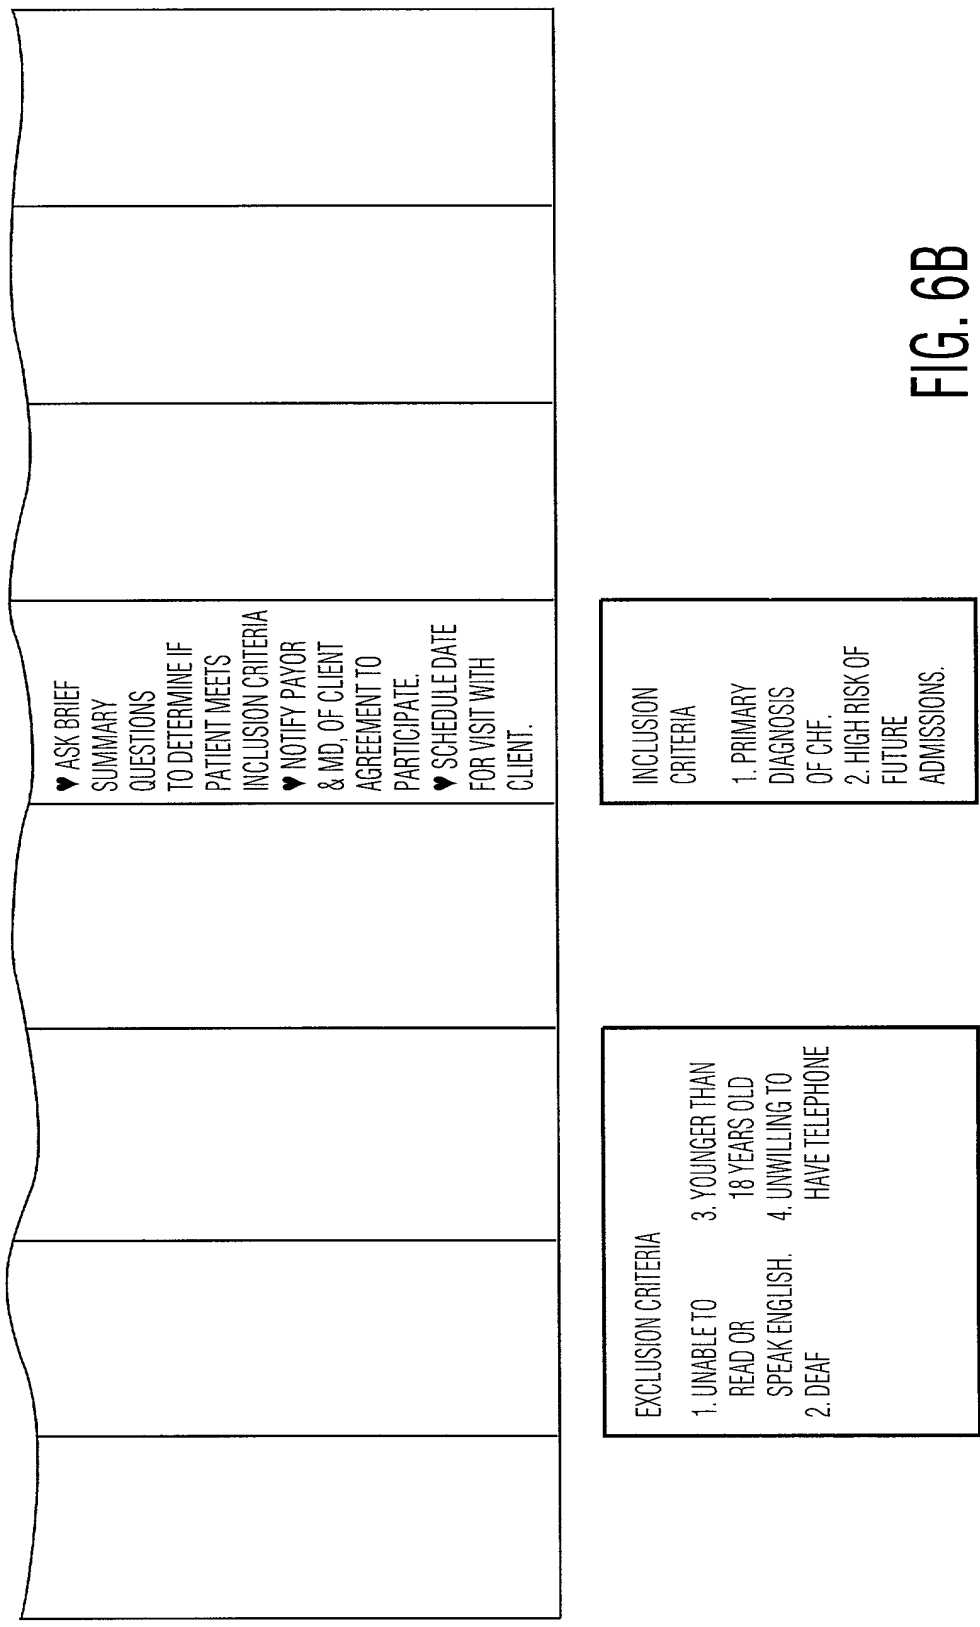 ♥ ASK BRIEF
SUMMARY
QUESTIONS
TO DETERMINE IF
PATIENT MEETS
INCLUSION CRITERIA
♥ NOTIFY PAYOR
& MD, OF CLIENT
AGREEMENT TO
PARTICIPATE.
♥ SCHEDULE DATE
FOR VISIT WITH
CLIENT.
EXCLUSION CRITERIA
1. UNABLE TO
READ OR
SPEAK ENGLISH.
2. DEAF
3. YOUNGER THAN
18 YEARS OLD
4. UNWILLING TO
HAVE TELEPHONE
INCLUSION
CRITERIA
1. PRIMARY
DIAGNOSIS
OF CHF.
2. HIGH RISK OF
FUTURE
ADMISSIONS.
FIG. 6B